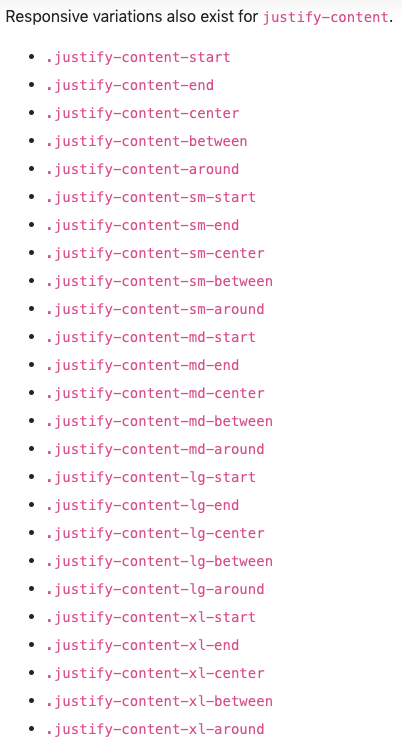 Responsive variations also exist for justify-content.
.justify-content-start
.justify-content-end
.justify-content-center
.justify-content-between
.justify-content-around
.justify-content-sm-start
.justify-content-sm-end
.justify-content-sm-center
.justify-content-sm-between
.justify-content-sm-around
.justify-content-md-start
.justify-content-md-end
.justify-content-md-center
.justify-content-md-between
.justify-content-md-around
.justify-content-lg-start
.justify-content-lg-end
.justify-content-lg-center
.justify-content-lg-between
.justify-content-lg-around
.justify-content-xl-start
.justify-content-xl-end
.justify-content-xl-center
.justify-content-xl-between
.justify-content-xl-around